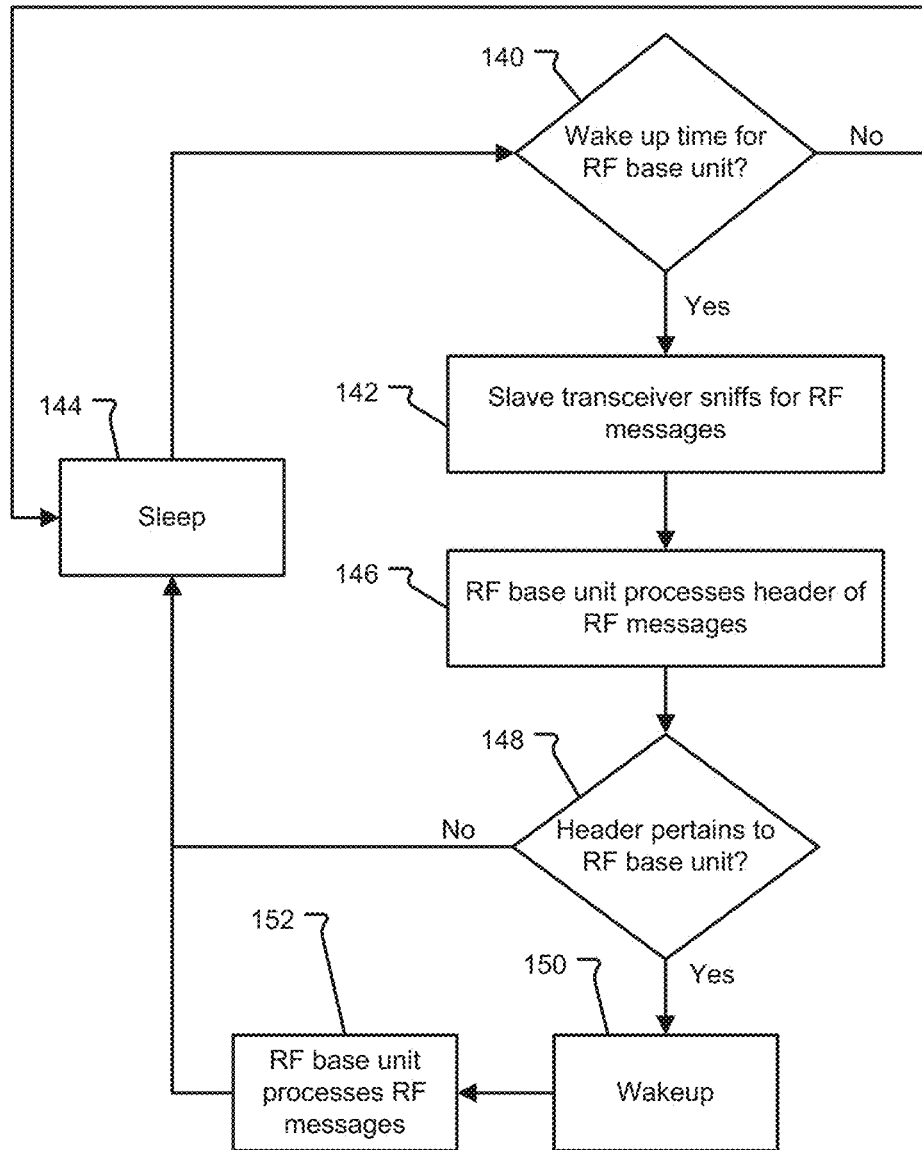 140
Wake up time for
RF base unit?
No
Yes
142
Slave transceiver sniffs for RF
messages
144
Sleep
146
RF base unit processes header of
RF messages
148
Header pertains to
RF base unit?
No
Yes
152
RF base unit
processes RF
messages
150
Wakeup